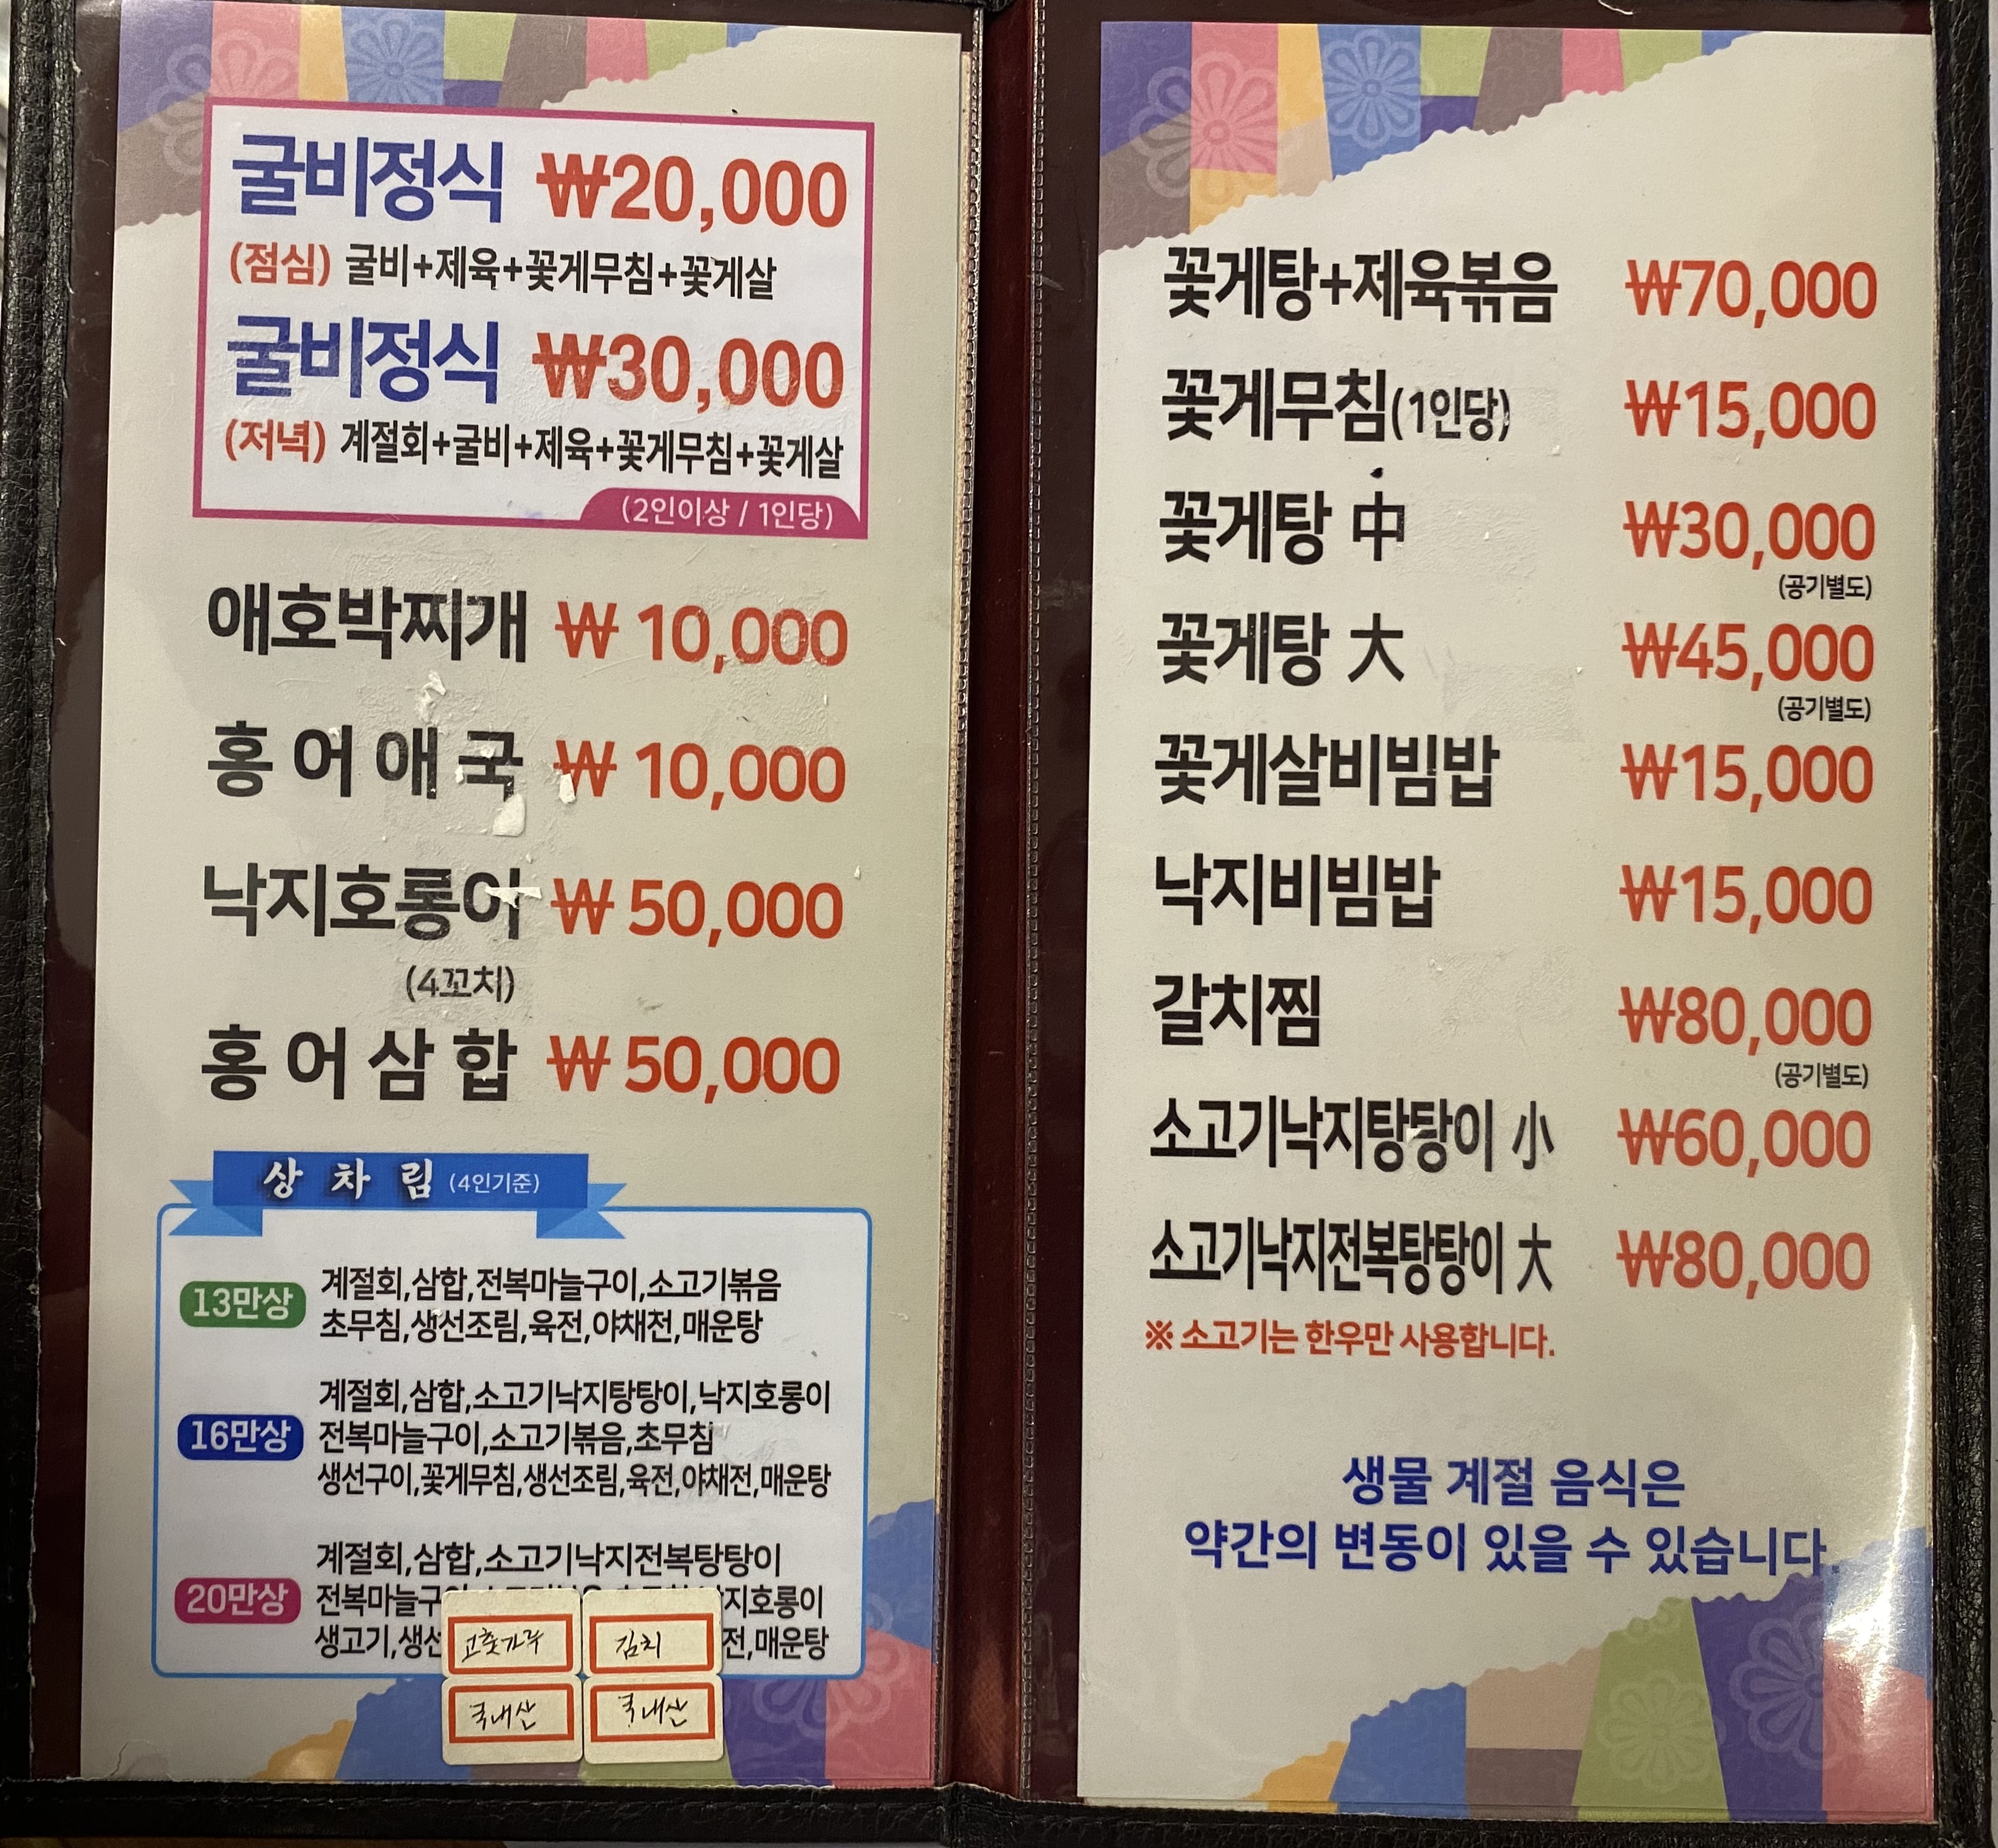 굴비정식 ₩20,000
(점심) 굴비+제육+꽃게무침+꽃게살
굴비정식 ₩30,000
(저녁) 계절회+굴비+제육+꽃게무침+꽃게살
(2인이상 / 1인당)
애호박찌개 ₩ 10,000
홍어애국 ₩ 10,000
낙지호롱이 ₩ 50,000
(4꼬치)
홍어삼합 ₩ 50,000
상차림 (4인기준)
13만상
계절회,삼합,전복마늘구이,소고기볶음
초무침,생선조림,육전,야채전,매운탕
16만상
계절회,삼합,소고기낙지탕탕이,낙지호롱이
전복마늘구이,소고기볶음,초무침
생선구이,꽃게무침,생선조림,육전,야채전,매운탕
20만상
계절회,삼합,소고기낙지전복탕탕이
전복마늘구 지호롱이
생고기,생선 전,매운탕
고춧가루 김치
국내산 국내산
꽃게탕+제육볶음 ₩70,000
꽃게무침(1인당) ₩15,000
꽃게탕 中 ₩30,000
(공기별도)
꽃게탕 大 ₩45,000
(공기별도)
꽃게살비빔밥 ₩15,000
낙지비빔밥 ₩15,000
갈치찜 ₩80,000
(공기별도)
소고기낙지탕탕이 小 ₩60,000
소고기낙지전복탕탕이 大 ₩80,000
※ 소고기는 한우만 사용합니다.
생물 계절 음식은
약간의 변동이 있을 수 있습니다.